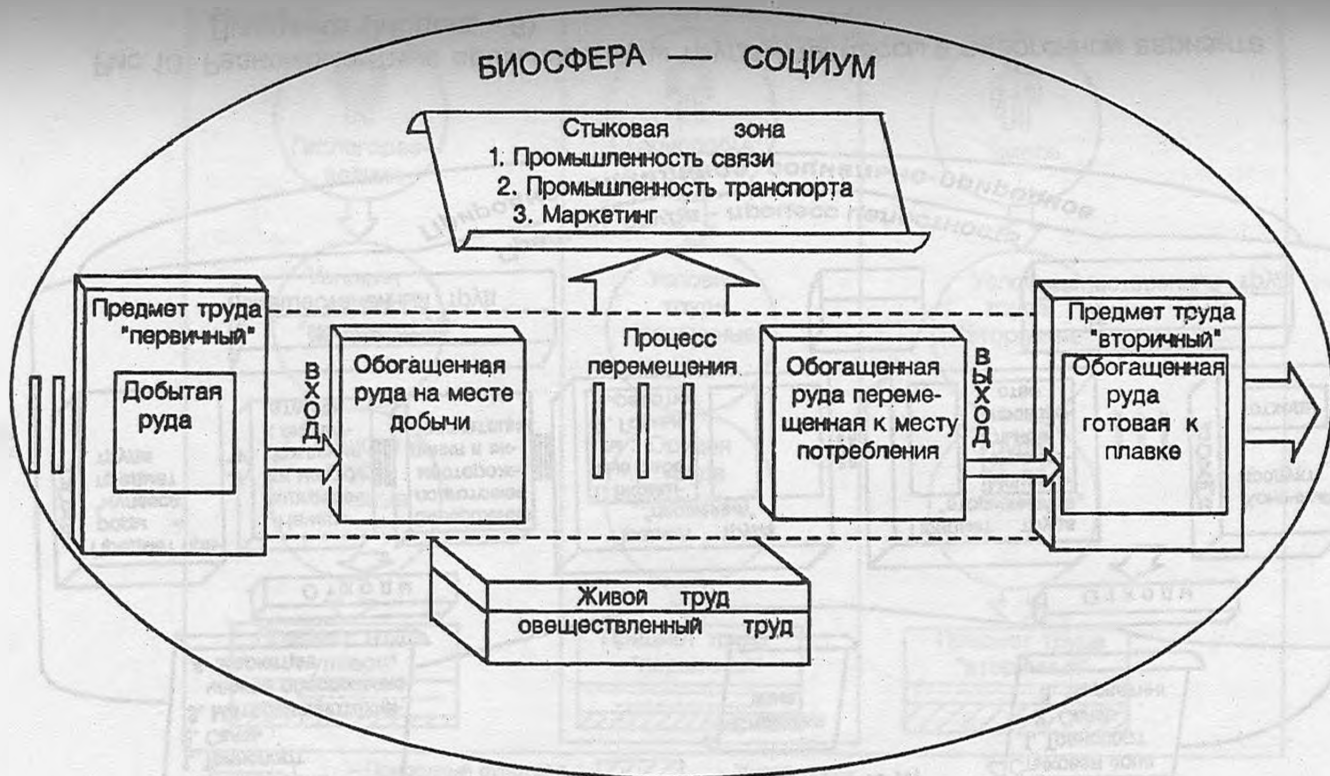 БИОСФЕРА — СОЦИУМ
Стыковая зона
1. Промышленность связи
2. Промышленность транспорта
3. Маркетинг
Предмет труда
"первичный"
Добытая
руда
ВХОД
Обогащенная
руда на месте
добычи
Процесс
перемещения
Обогащенная
руда переме-
щенная к месту
потребления
ВЫХОД
Предмет труда
"вторичный"
Обогащенная
руда
готовая к
плавке
Живой труд
овеществленный труд